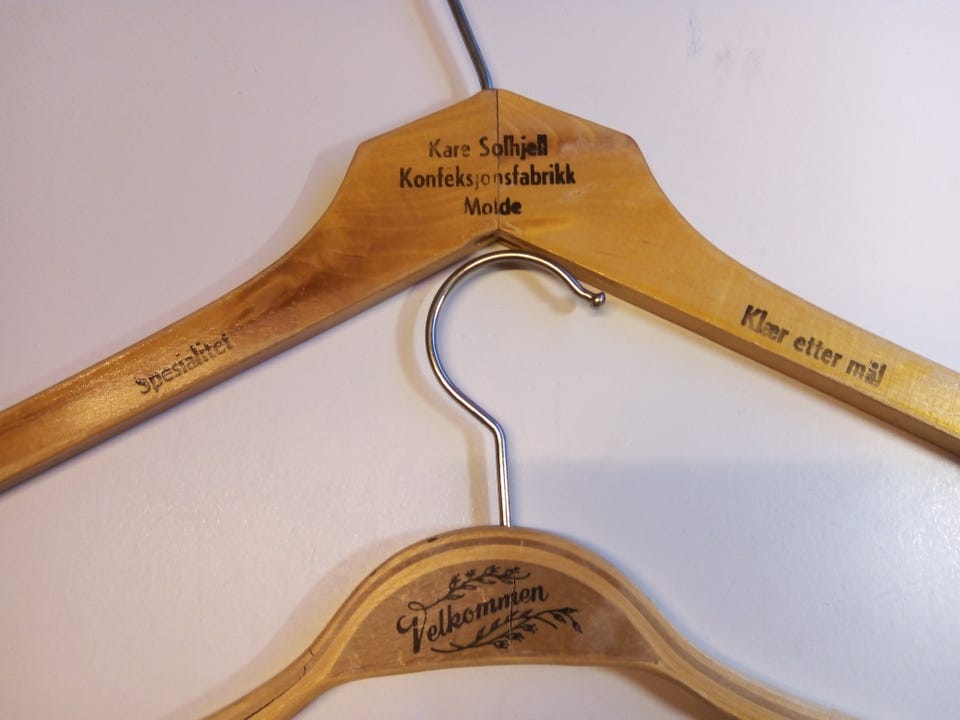 Kare Solhjell
Konfeksjonsfabrikk
Molde
Spesialitet
Klær etter mål
Velkommen